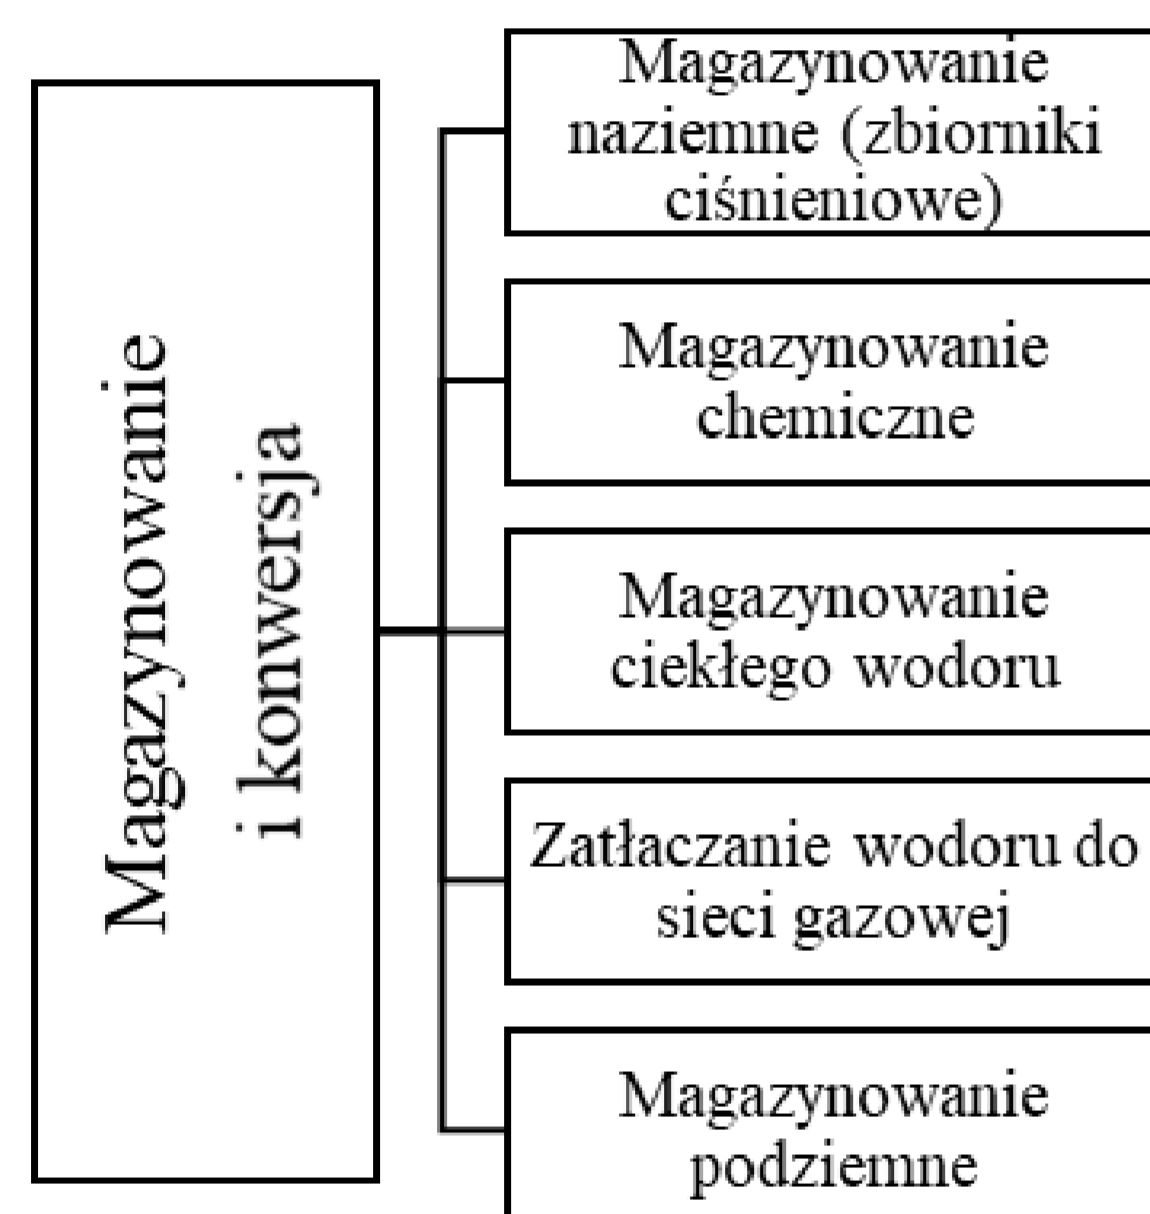 Magazynowanie
i konwersja
Magazynowanie
naziemne (zbiorniki
ciśnieniowe)
Magazynowanie
chemiczne
Magazynowanie
ciekłego wodoru
Zatłaczanie wodoru do
sieci gazowej
Magazynowanie
podziemne